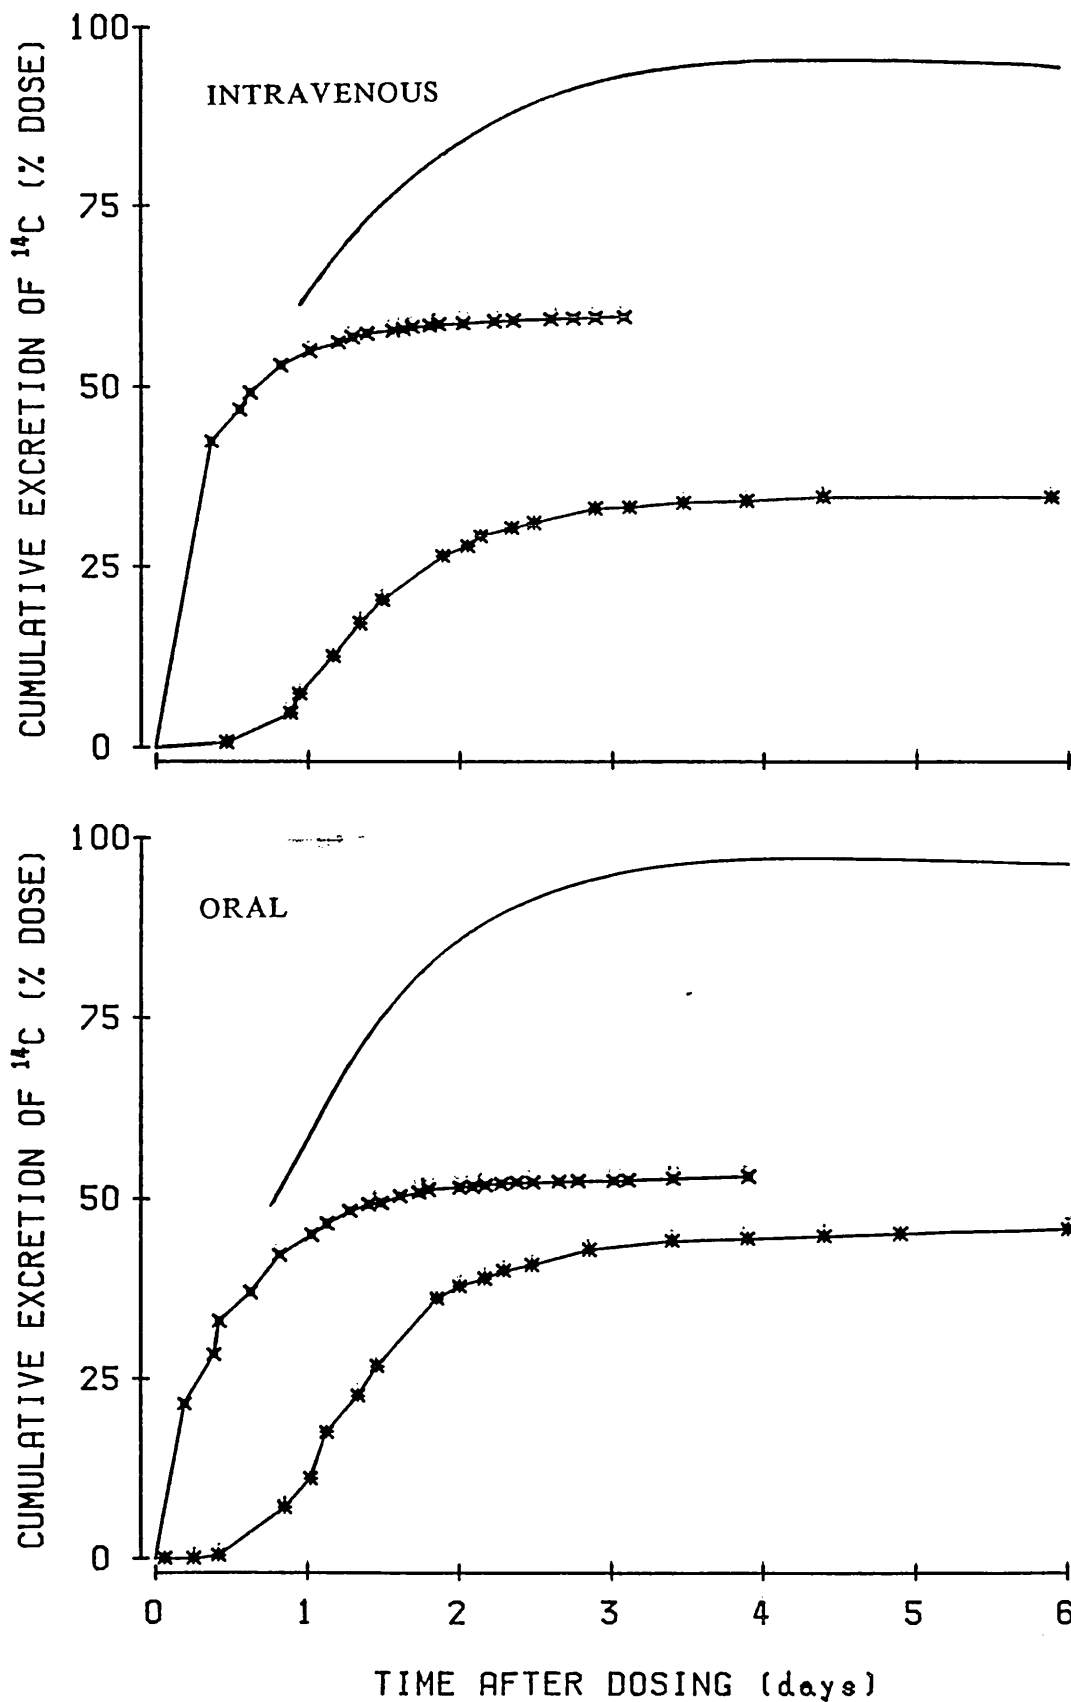 CUMULATIVE EXCRETION OF ¹⁴C (% DOSE)
100
75
50
25
0
INTRAVENOUS
CUMULATIVE EXCRETION OF ¹⁴C (% DOSE)
100
75
50
25
0
ORAL
0 1 2 3 4 5 6
TIME AFTER DOSING (days)